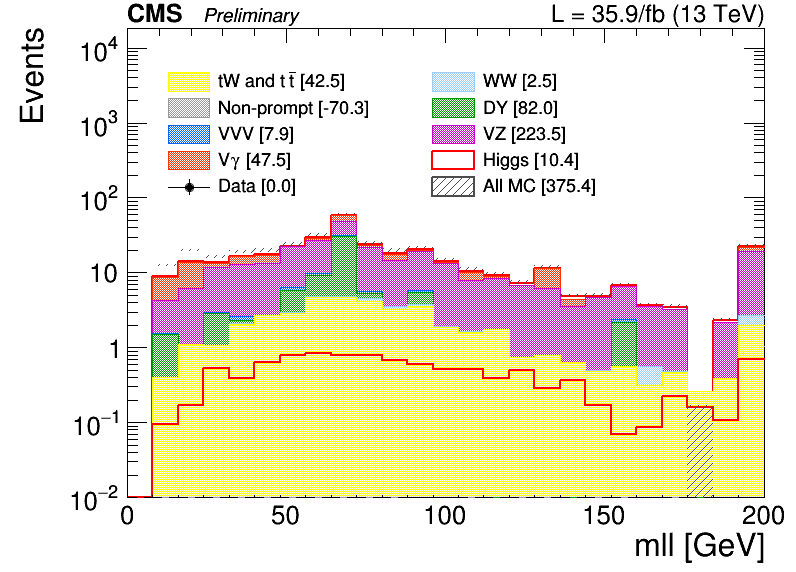 CMS Preliminary L = 35.9/fb (13 TeV)
Events
10⁴
10³
10²
10
1
10⁻¹
10⁻²
tW and t t̄ [42.5]
Non-prompt [-70.3]
VVV [7.9]
Vγ [47.5]
Data [0.0]
WW [2.5]
DY [82.0]
VZ [223.5]
Higgs [10.4]
All MC [375.4]
0 50 100 150 200
mll [GeV]